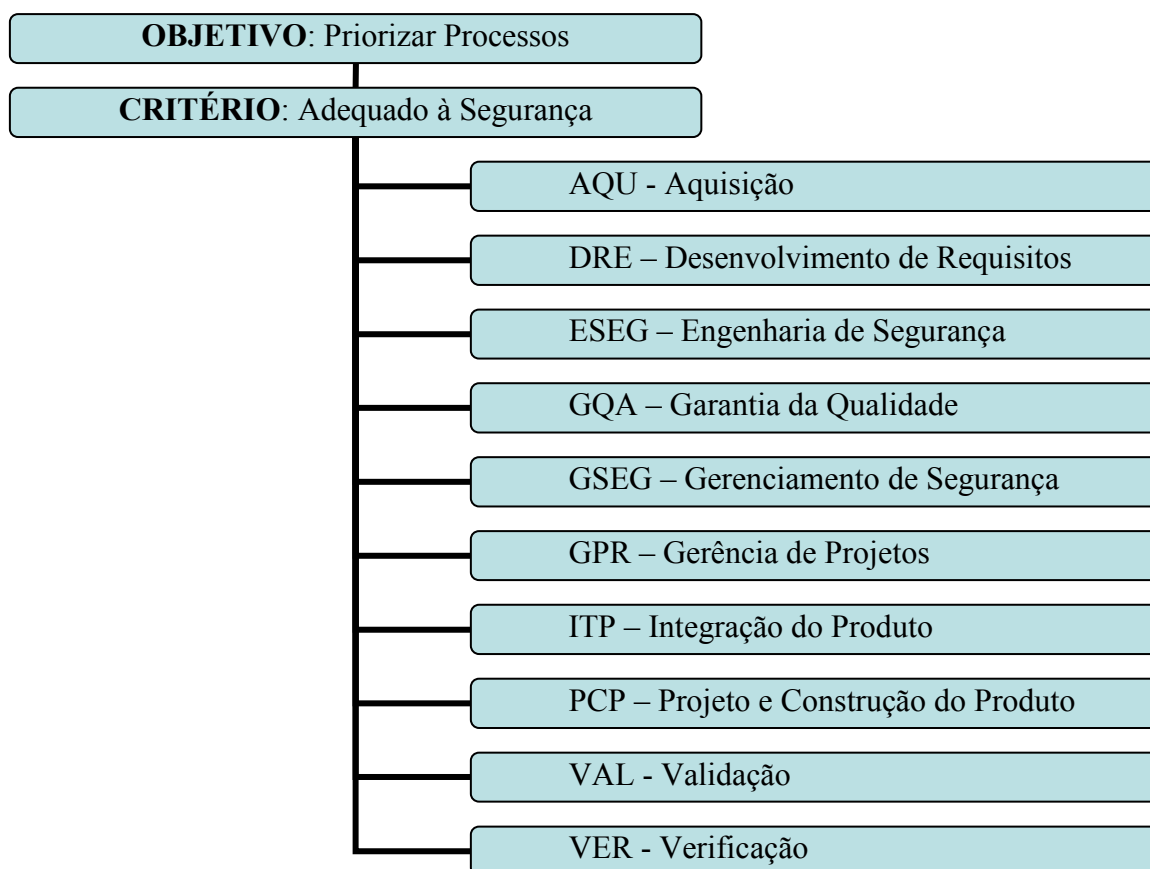 OBJETIVO: Priorizar Processos
CRITÉRIO: Adequado à Segurança
AQU - Aquisição
DRE – Desenvolvimento de Requisitos
ESEG – Engenharia de Segurança
GQA – Garantia da Qualidade
GSEG – Gerenciamento de Segurança
GPR – Gerência de Projetos
ITP – Integração do Produto
PCP – Projeto e Construção do Produto
VAL - Validação
VER - Verificação